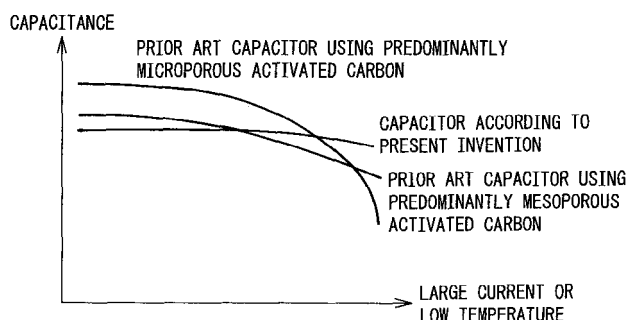 CAPACITANCE
PRIOR ART CAPACITOR USING PREDOMINANTLY
MICROPOROUS ACTIVATED CARBON
CAPACITOR ACCORDING TO
PRESENT INVENTION
PRIOR ART CAPACITOR USING
PREDOMINANTLY MESOPOROUS
ACTIVATED CARBON
LARGE CURRENT OR
LOW TEMPERATURE